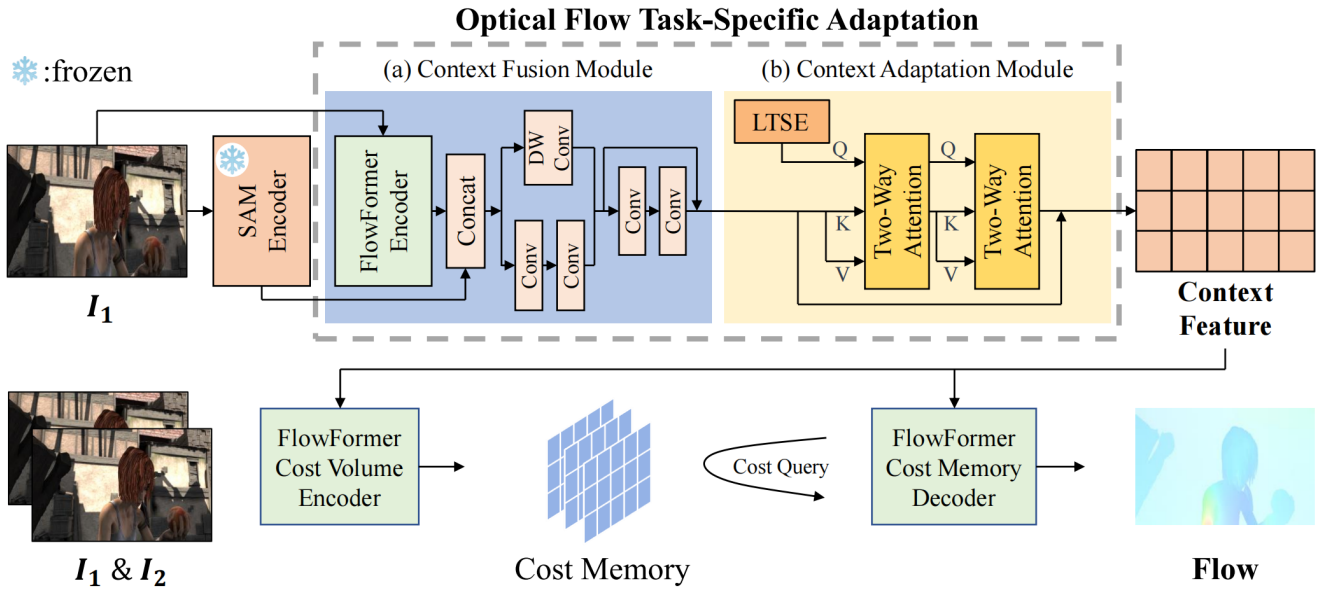 Optical Flow Task-Specific Adaptation
:frozen
(a) Context Fusion Module
(b) Context Adaptation Module
SAM
Encoder
FlowFormer
Encoder
Concat
DW
Conv
Conv
Conv
Conv
Conv
LTSE
Q
K
V
Two-Way
Attention
Q
K
V
Two-Way
Attention
I₁
Context
Feature
FlowFormer
Cost Volume
Encoder
Cost Query
FlowFormer
Cost Memory
Decoder
I₁ & I₂
Cost Memory
Flow